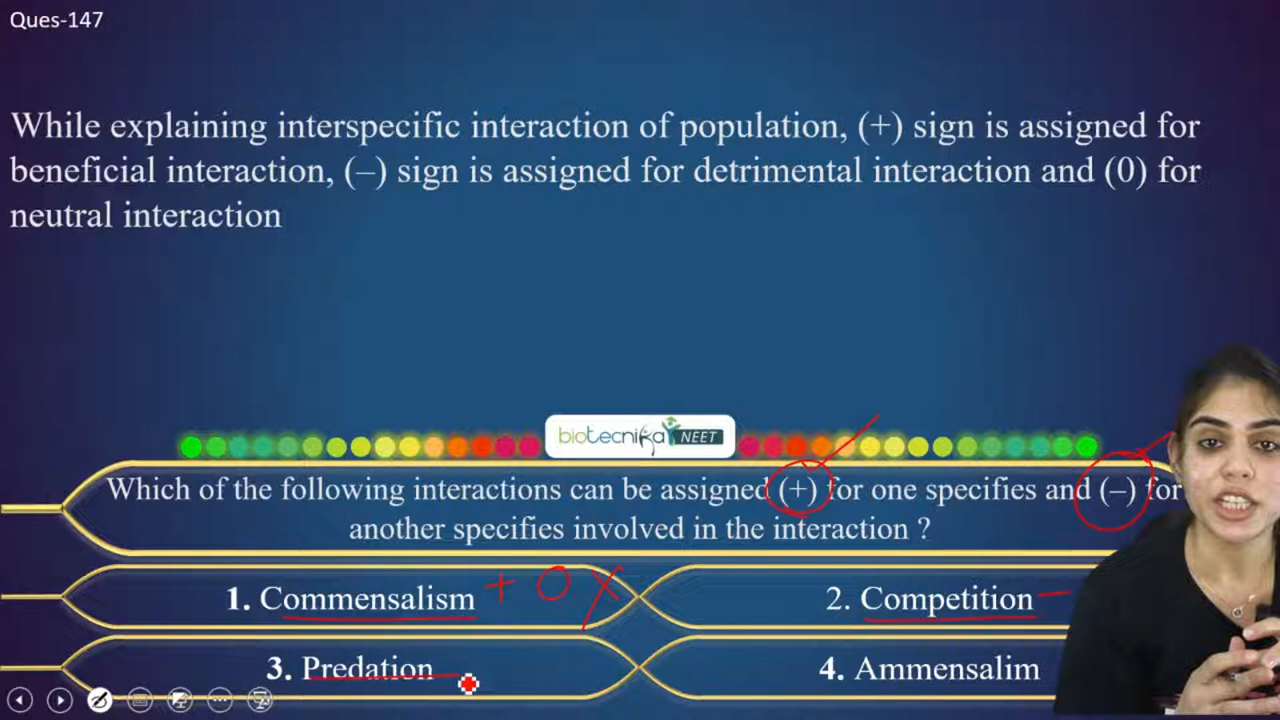 Ques-147
While explaining interspecific interaction of population, (+) sign is assigned for
beneficial interaction, (–) sign is assigned for detrimental interaction and (0) for
neutral interaction
biotecnika NEET
Which of the following interactions can be assigned (+) for one specifies and (–) for
another specifies involved in the interaction ?
1. Commensalism + 0 X
2. Competition –
3. Predation
4. Ammensalim